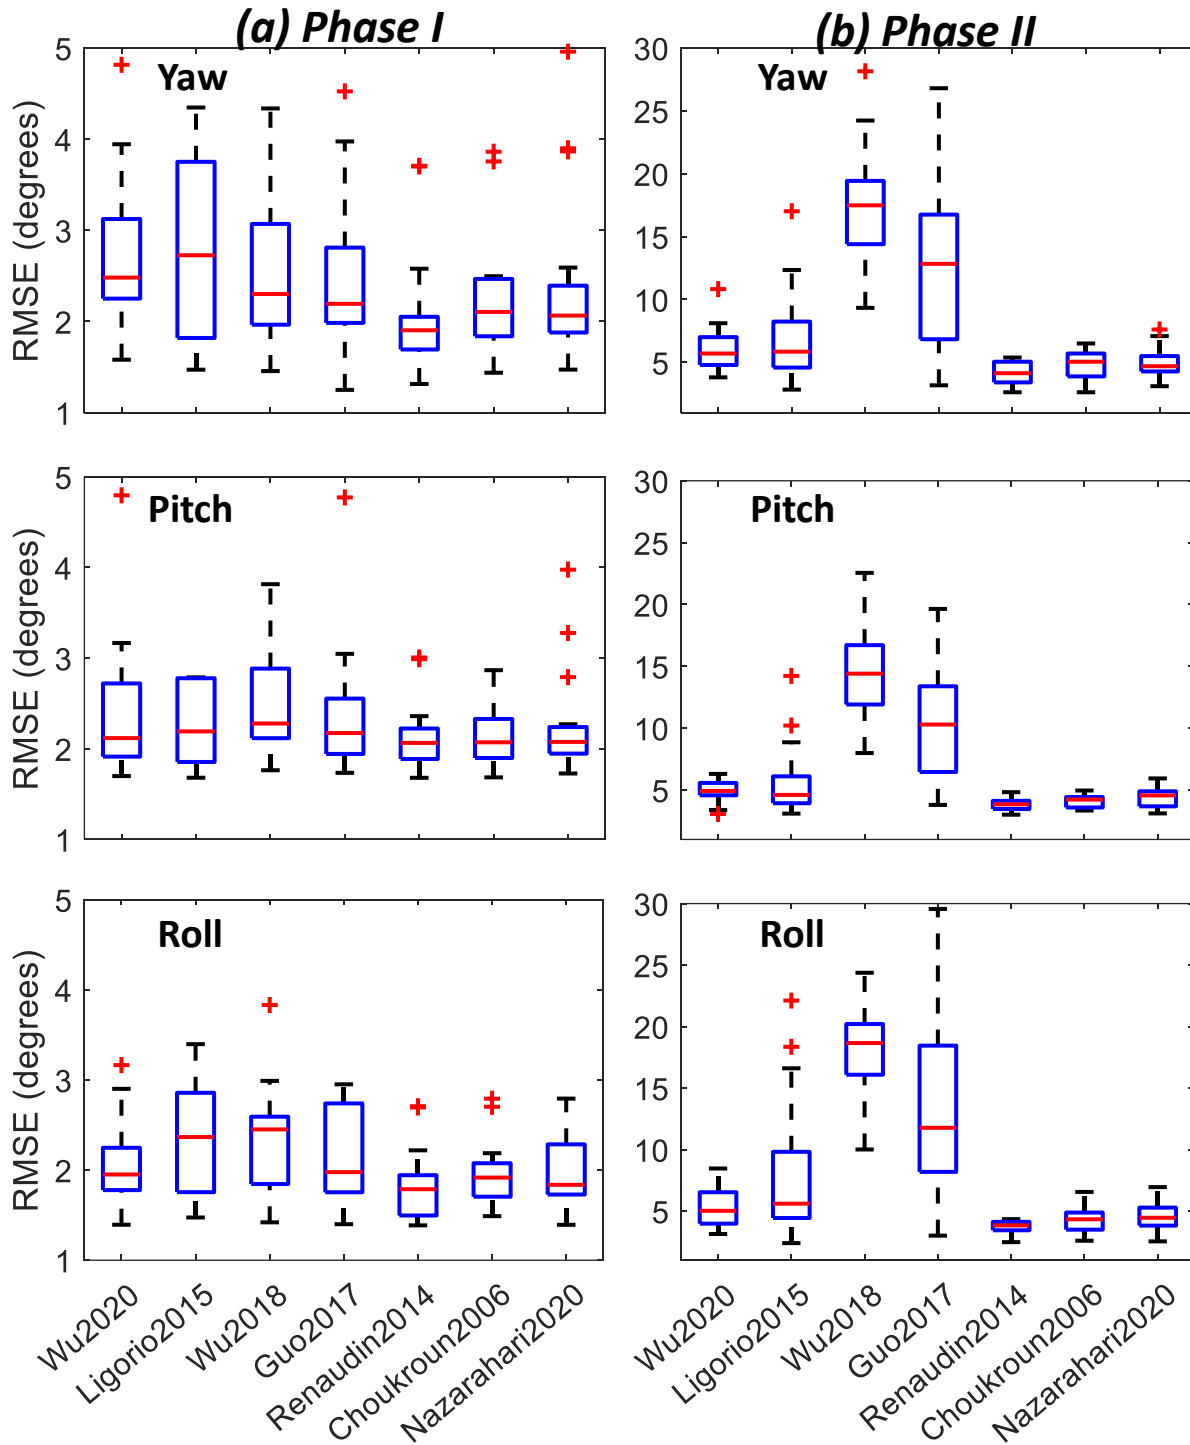 (a) Phase I
(b) Phase II
Yaw
5
4
3
2
1
RMSE (degrees)
Yaw
30
25
20
15
10
5
Pitch
5
4
3
2
1
RMSE (degrees)
Pitch
30
25
20
15
10
5
Roll
5
4
3
2
1
RMSE (degrees)
Roll
30
25
20
15
10
5
Wu2020
Ligorio2015
Wu2018
Guo2017
Renaudin2014
Choukroun2006
Nazarahari2020
Wu2020
Ligorio2015
Wu2018
Guo2017
Renaudin2014
Choukroun2006
Nazarahari2020